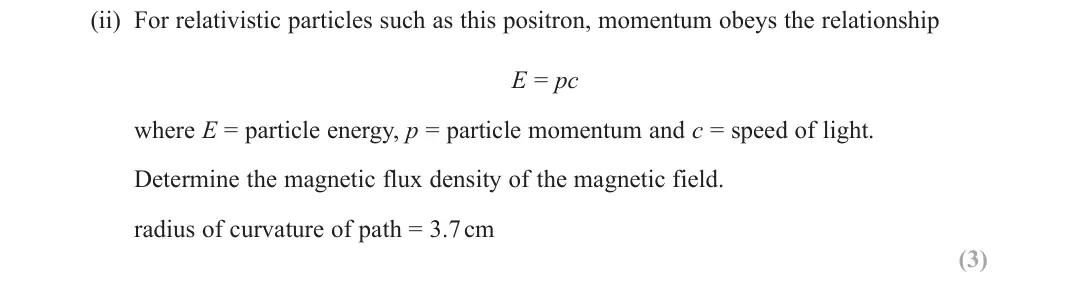 (ii) For relativistic particles such as this positron, momentum obeys the relationship
E = pc
where E = particle energy, p = particle momentum and c = speed of light.
Determine the magnetic flux density of the magnetic field.
radius of curvature of path = 3.7 cm
(3)